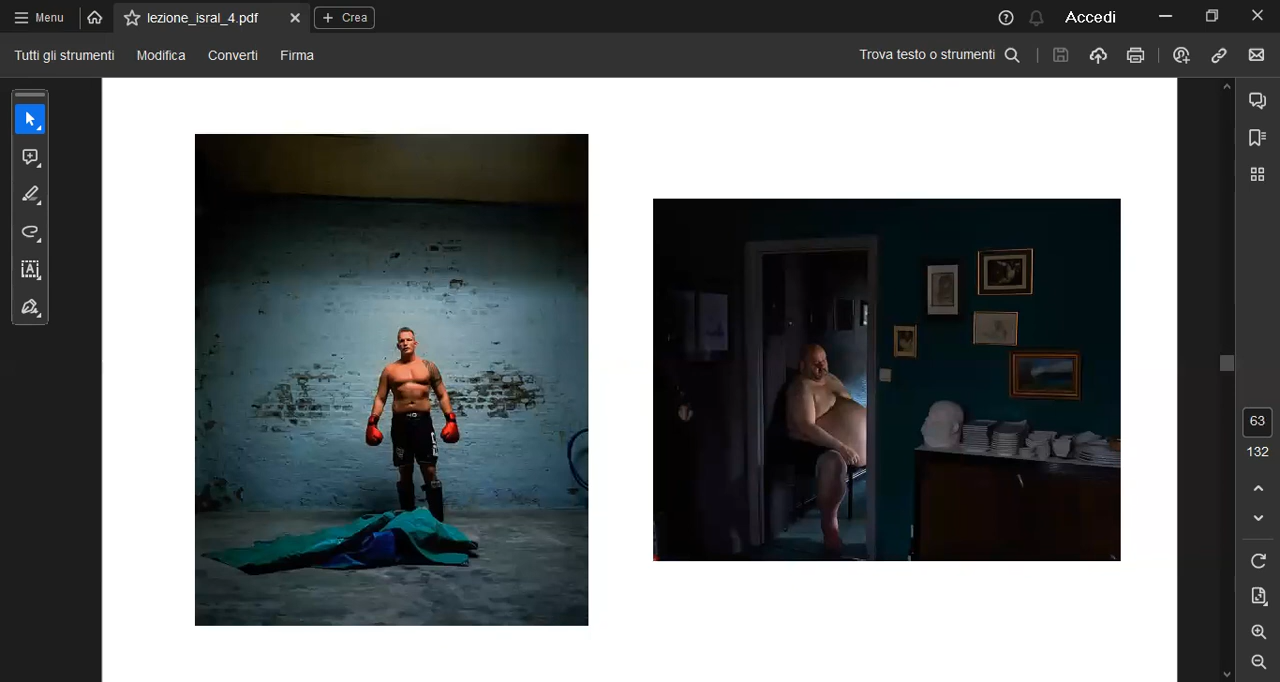 Menu
lezione_isral_4.pdf
Crea
Accedi
Tutti gli strumenti
Modifica
Converti
Firma
Trova testo o strumenti
63
132